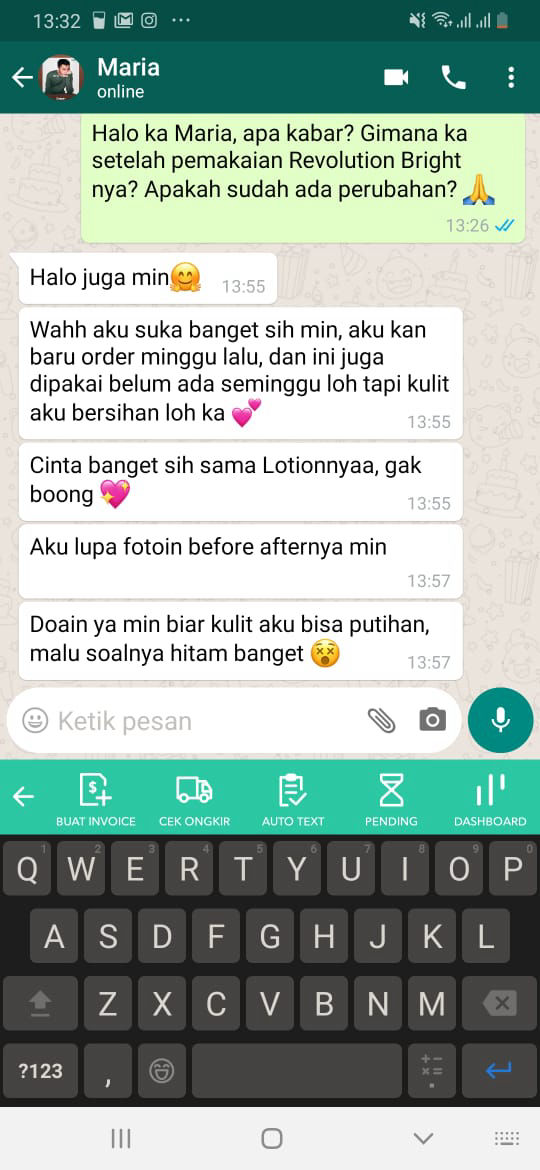 13:32
Maria
online
Halo ka Maria, apa kabar? Gimana ka
setelah pemakaian Revolution Bright
nya? Apakah sudah ada perubahan? 🙏
13:26
Halo juga min🤗
13:55
Wahh aku suka banget sih min, aku kan
baru order minggu lalu, dan ini juga
dipakai belum ada seminggu loh tapi kulit
aku bersihan loh ka 💕
13:55
Cinta banget sih sama Lotionnyaa, gak
boong 💖
13:55
Aku lupa fotoin before afternya min
13:57
Doain ya min biar kulit aku bisa putihan,
malu soalnya hitam banget 😵
13:57
Ketik pesan
BUAT INVOICE CEK ONGKIR AUTO TEXT PENDING DASHBOARD
1 2 3 4 5 6 7 8 9 0
Q W E R T Y U I O P
A S D F G H J K L
Z X C V B N M
?123 ,